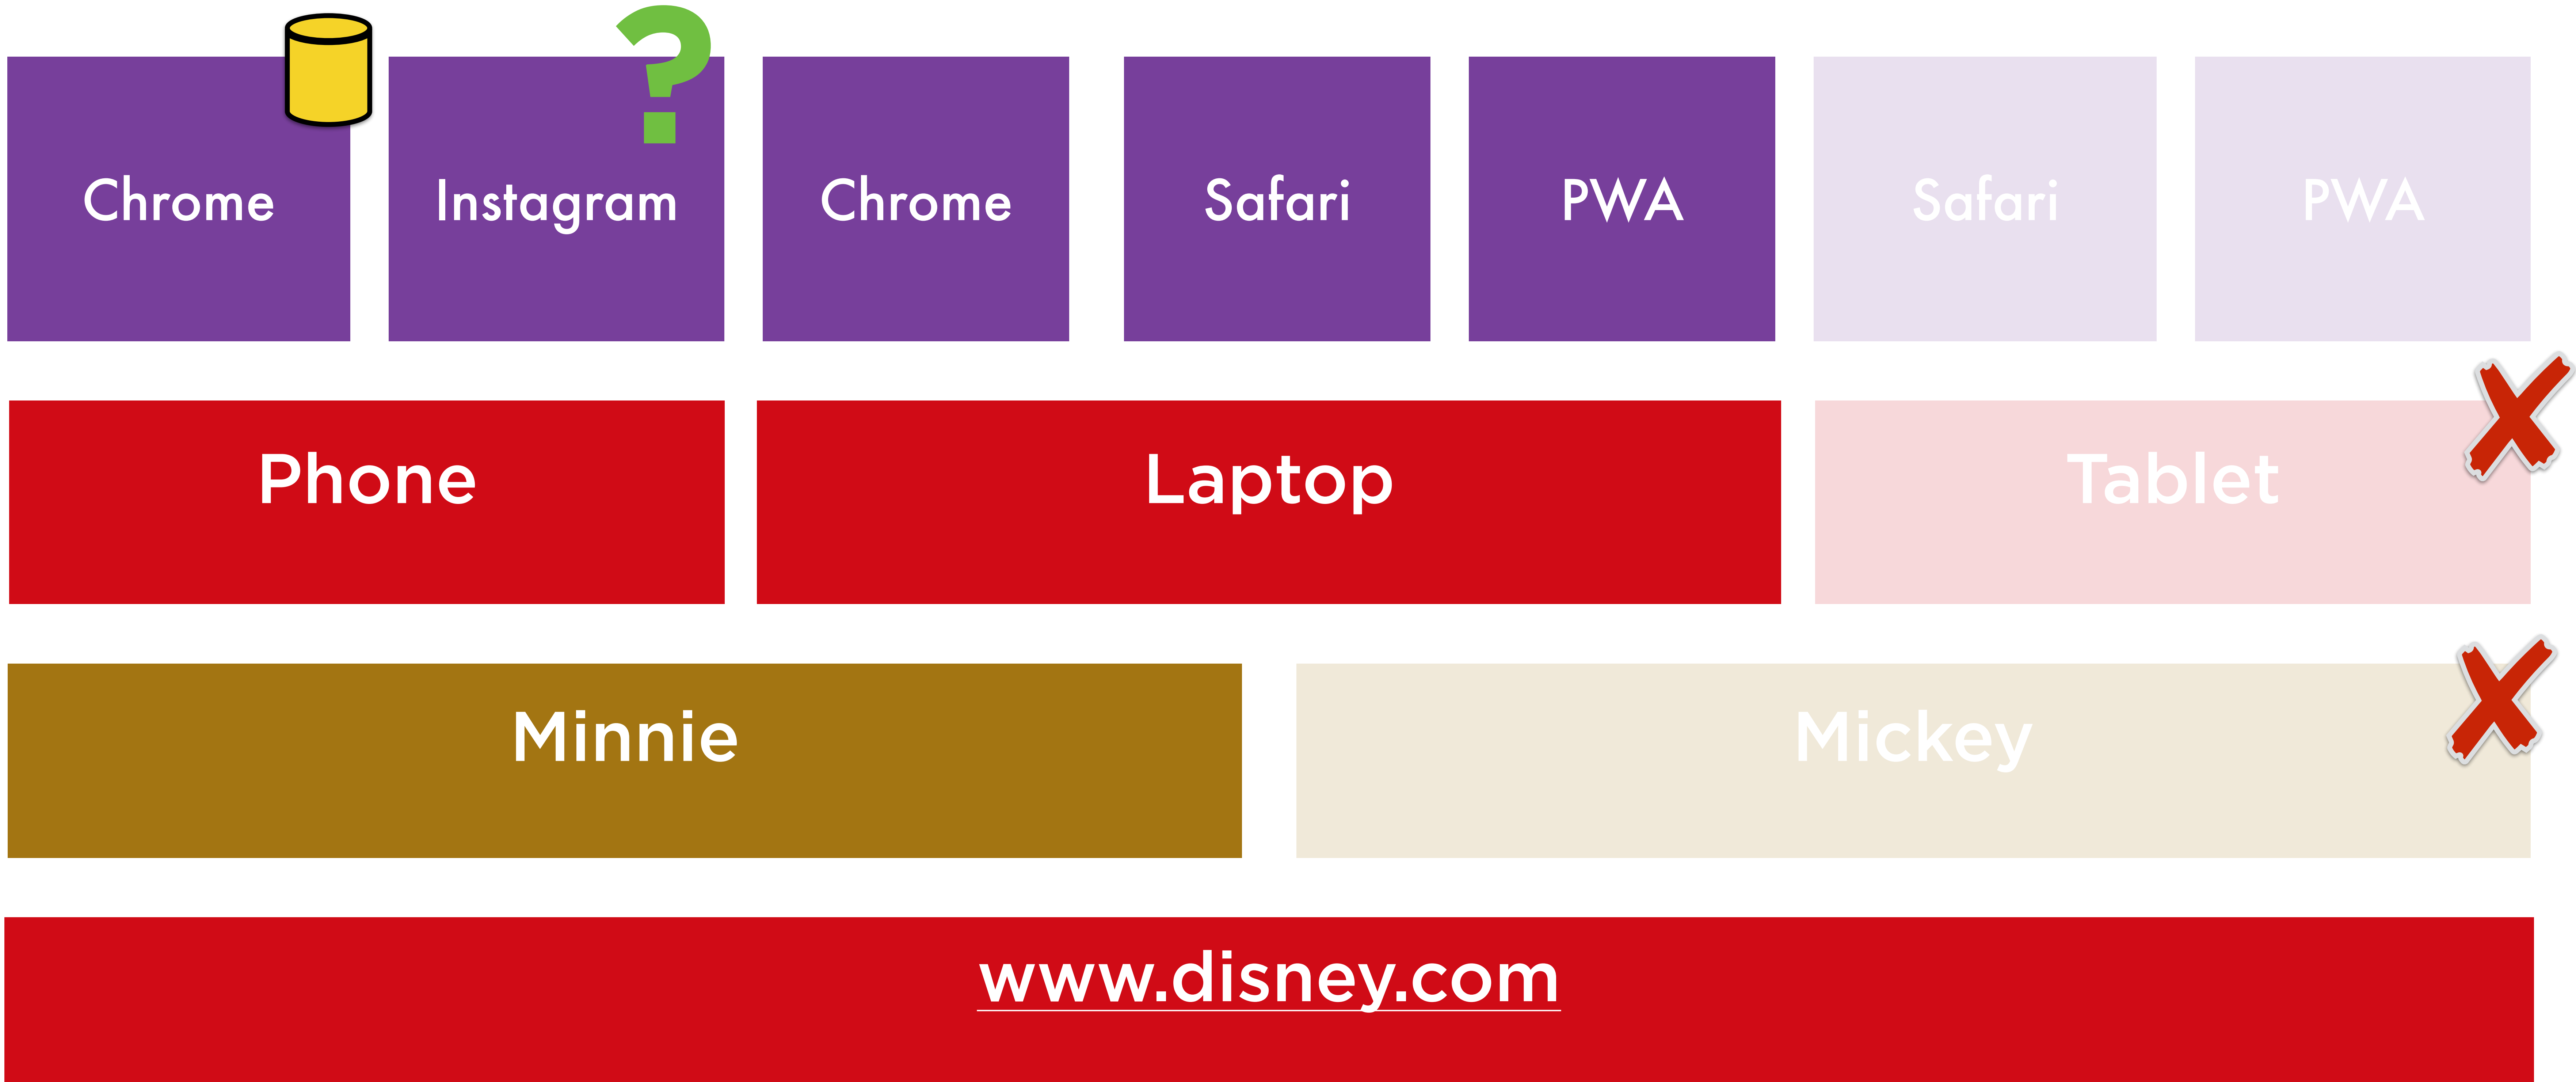 ?
Chrome Instagram Chrome Safari PWA Safari PWA
Phone Laptop Tablet
Minnie Mickey
www.disney.com